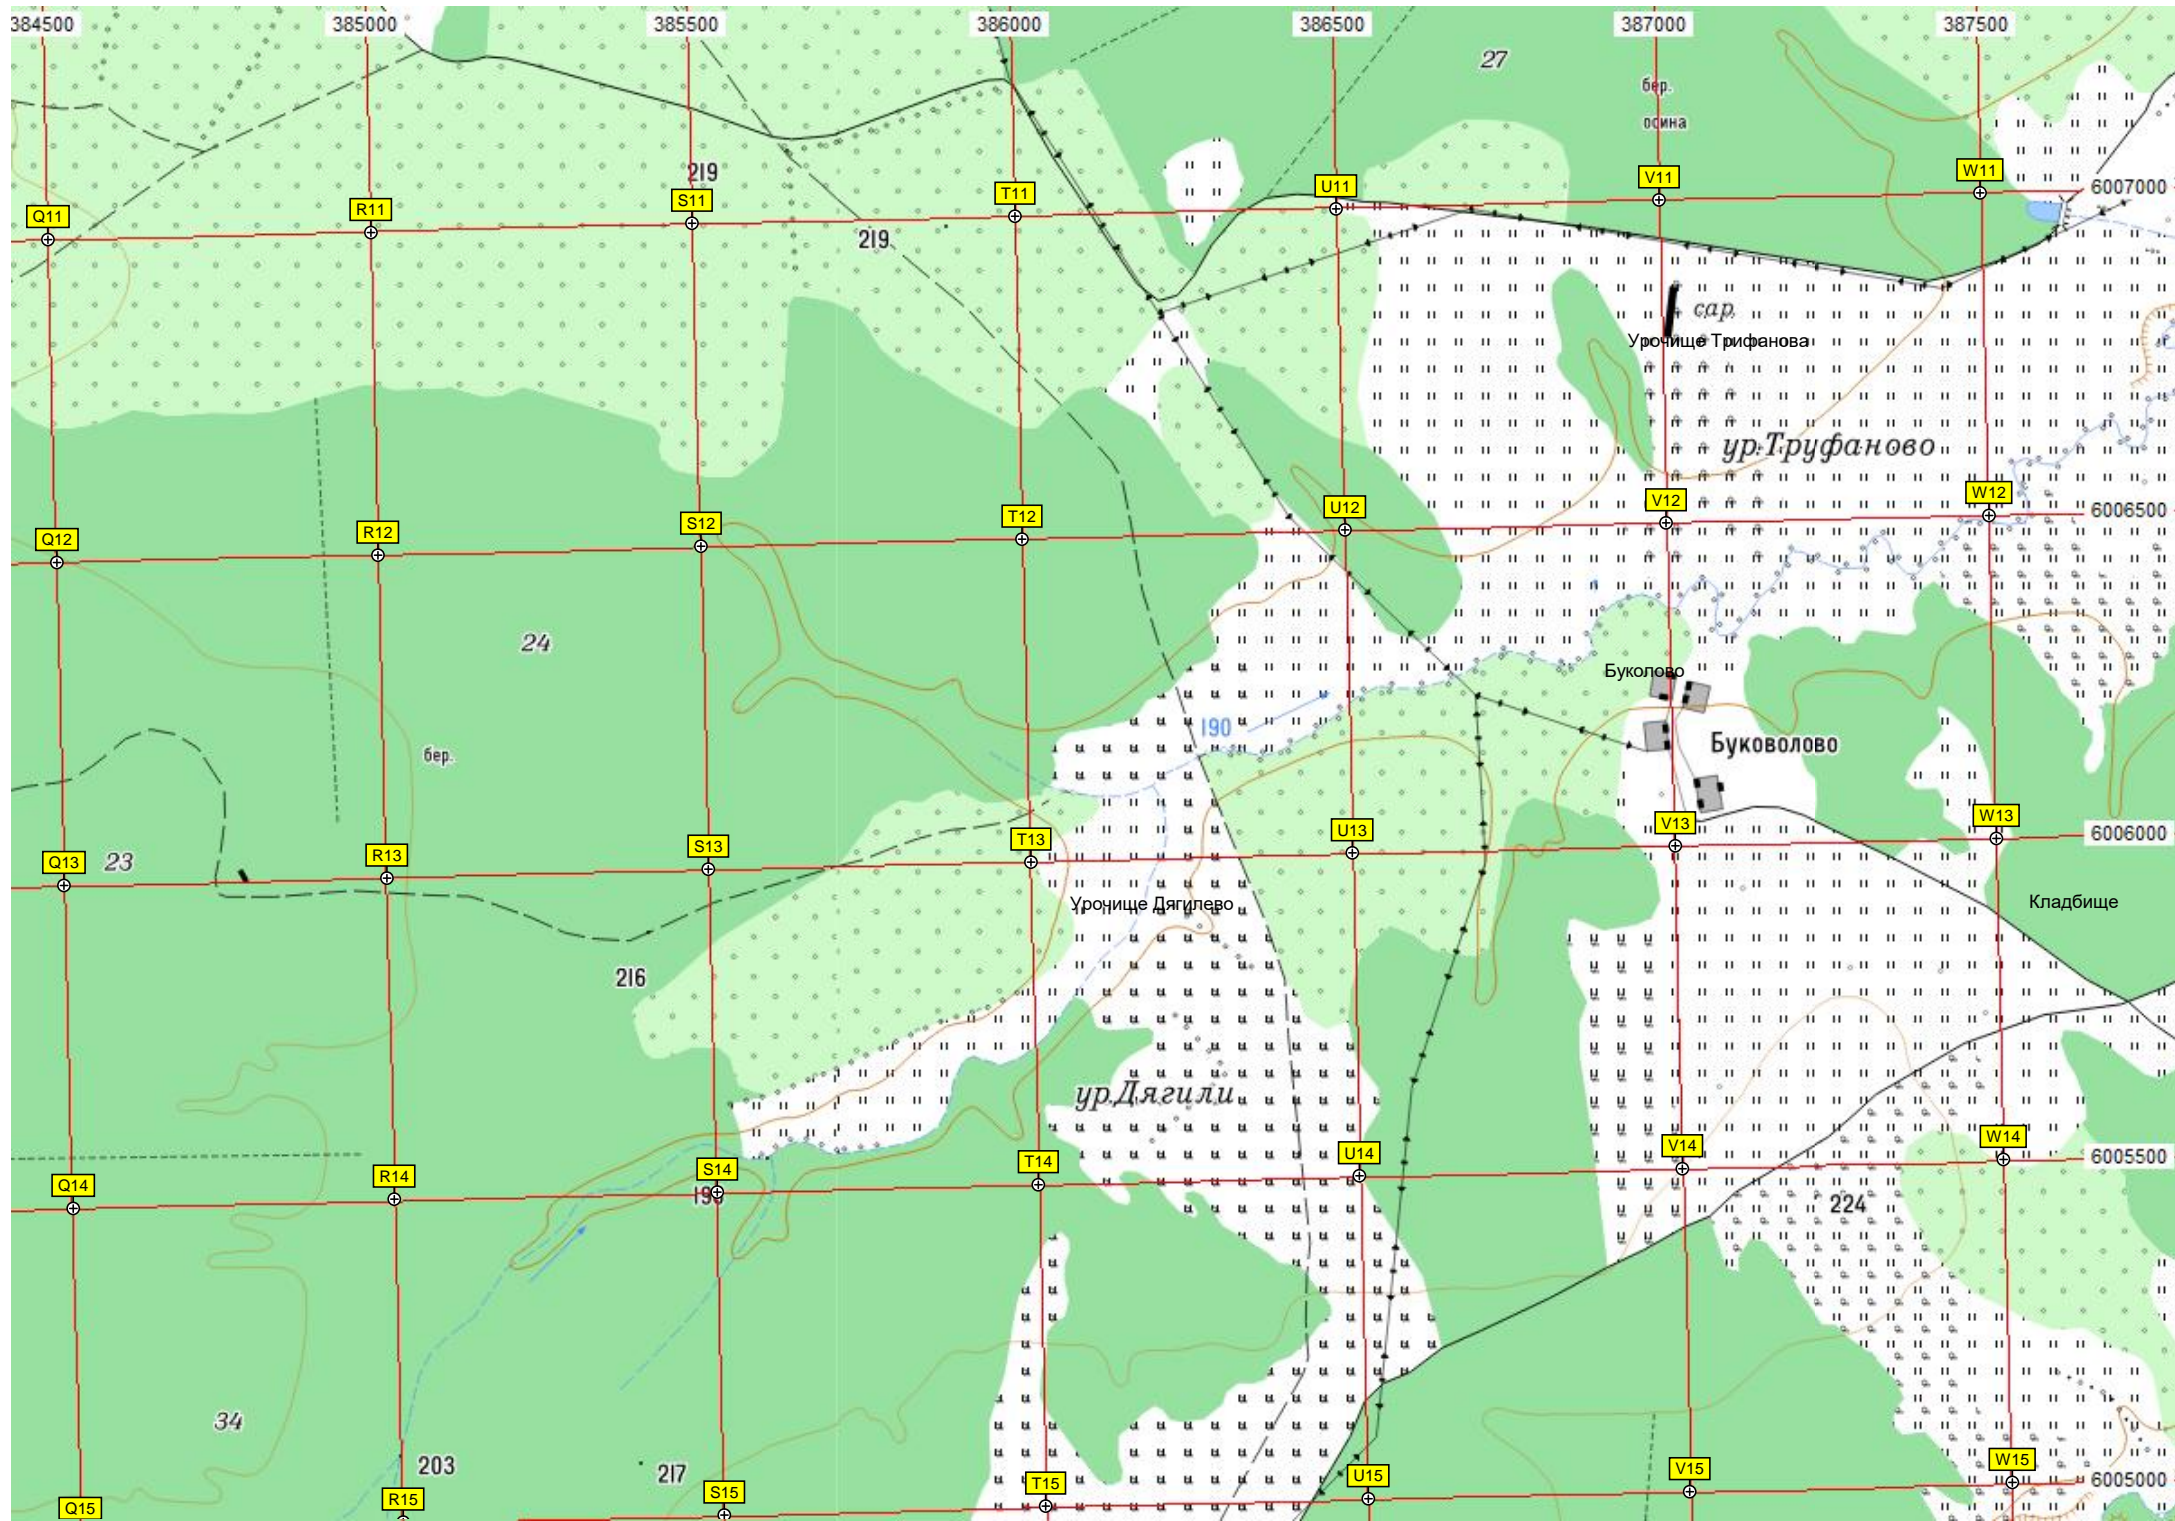 384500 385000 385500 386000 386500 387000 387500
27
бер.
осина
219
Q11 R11 S11 T11 U11 V11 W11
6007000
219
сар.
Урочище Трифанова
ур.Труфаново
Q12 R12 S12 T12 U12 V12 W12
6006500
24
Буколово
190
Буковолово
бер.
Q13 R13 S13 T13 U13 V13 W13
6006000
23
Урочище Дягилево
Кладбище
216
ур.Дягили
Q14 R14 S14 T14 U14 V14 W14
6005500
224
34
203
217
Q15 R15 S15 T15 U15 V15 W15
6005000